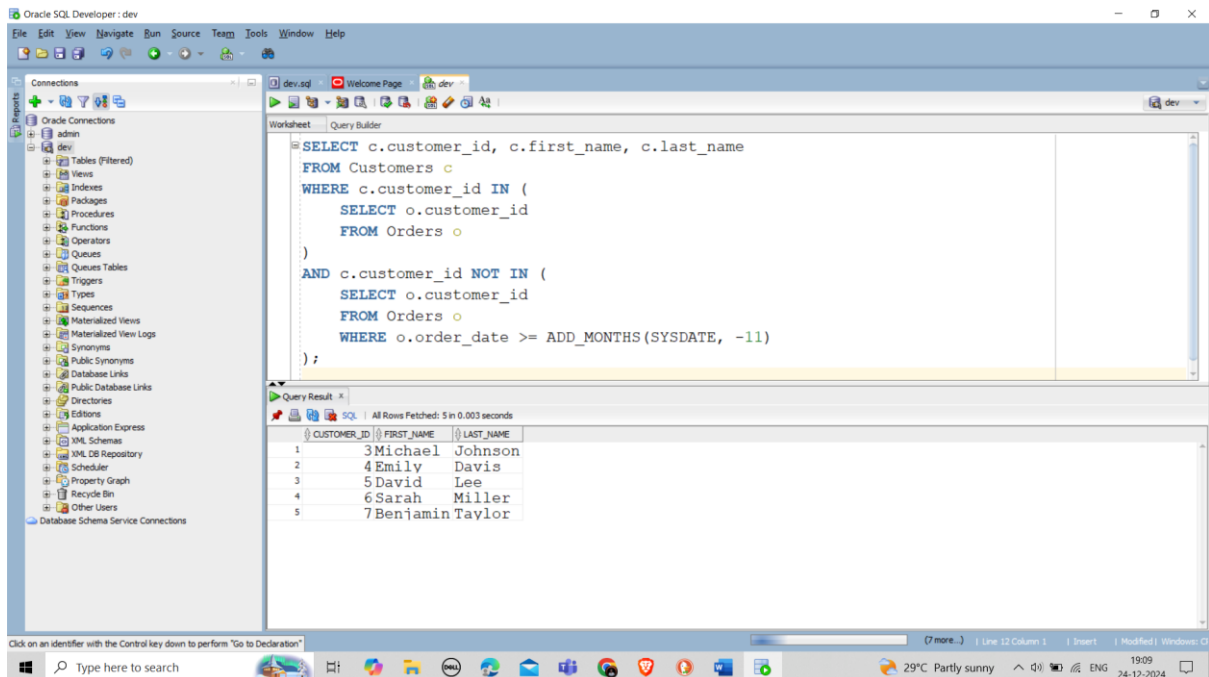 Oracle SQL Developer : dev
File Edit View Navigate Run Source Team Tools Window Help
Connections
dev.sql Welcome Page dev
Reports
dev
Oracle Connections
admin
dev
Tables (Filtered)
Views
Indexes
Packages
Procedures
Functions
Operators
Queues
Queues Tables
Triggers
Types
Sequences
Materialized Views
Materialized View Logs
Synonyms
Public Synonyms
Database Links
Public Database Links
Directories
Editions
Application Express
XML Schemas
XML DB Repository
Scheduler
Property Graph
Recycle Bin
Other Users
Database Schema Service Connections
Worksheet Query Builder
SELECT c.customer_id, c.first_name, c.last_name
FROM Customers c
WHERE c.customer_id IN (
SELECT o.customer_id
FROM Orders o
)
AND c.customer_id NOT IN (
SELECT o.customer_id
FROM Orders o
WHERE o.order_date >= ADD_MONTHS(SYSDATE, -11)
);
Query Result
SQL | All Rows Fetched: 5 in 0.003 seconds
CUSTOMER_ID FIRST_NAME LAST_NAME
1 3 Michael Johnson
2 4 Emily Davis
3 5 David Lee
4 6 Sarah Miller
5 7 Benjamin Taylor
Click on an identifier with the Control key down to perform "Go to Declaration"
(7 more...) | Line 12 Column 1 | Insert | Modified | Windows: C
Type here to search
DELL
29°C Partly sunny
ENG
19:09
24-12-2024